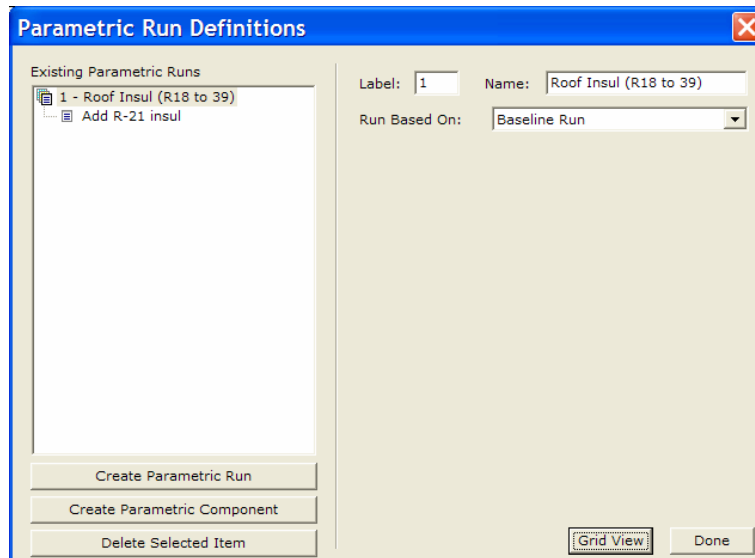 Parametric Run Definitions
Existing Parametric Runs
1 - Roof Insul (R18 to 39)
Add R-21 insul
Label: 1 Name: Roof Insul (R18 to 39)
Run Based On: Baseline Run
Create Parametric Run
Create Parametric Component
Delete Selected Item
Grid View Done